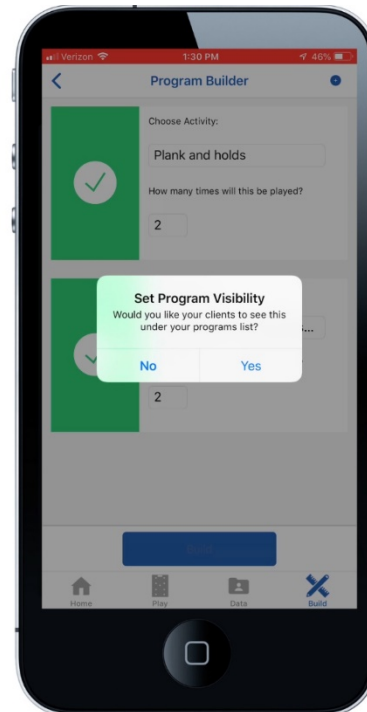 Verizon 1:30 PM 46%
Program Builder
Choose Activity:
Plank and holds
How many times will this be played?
2
Set Program Visibility
Would you like your clients to see this
under your programs list?
No Yes
2
Build
Home Play Data Build